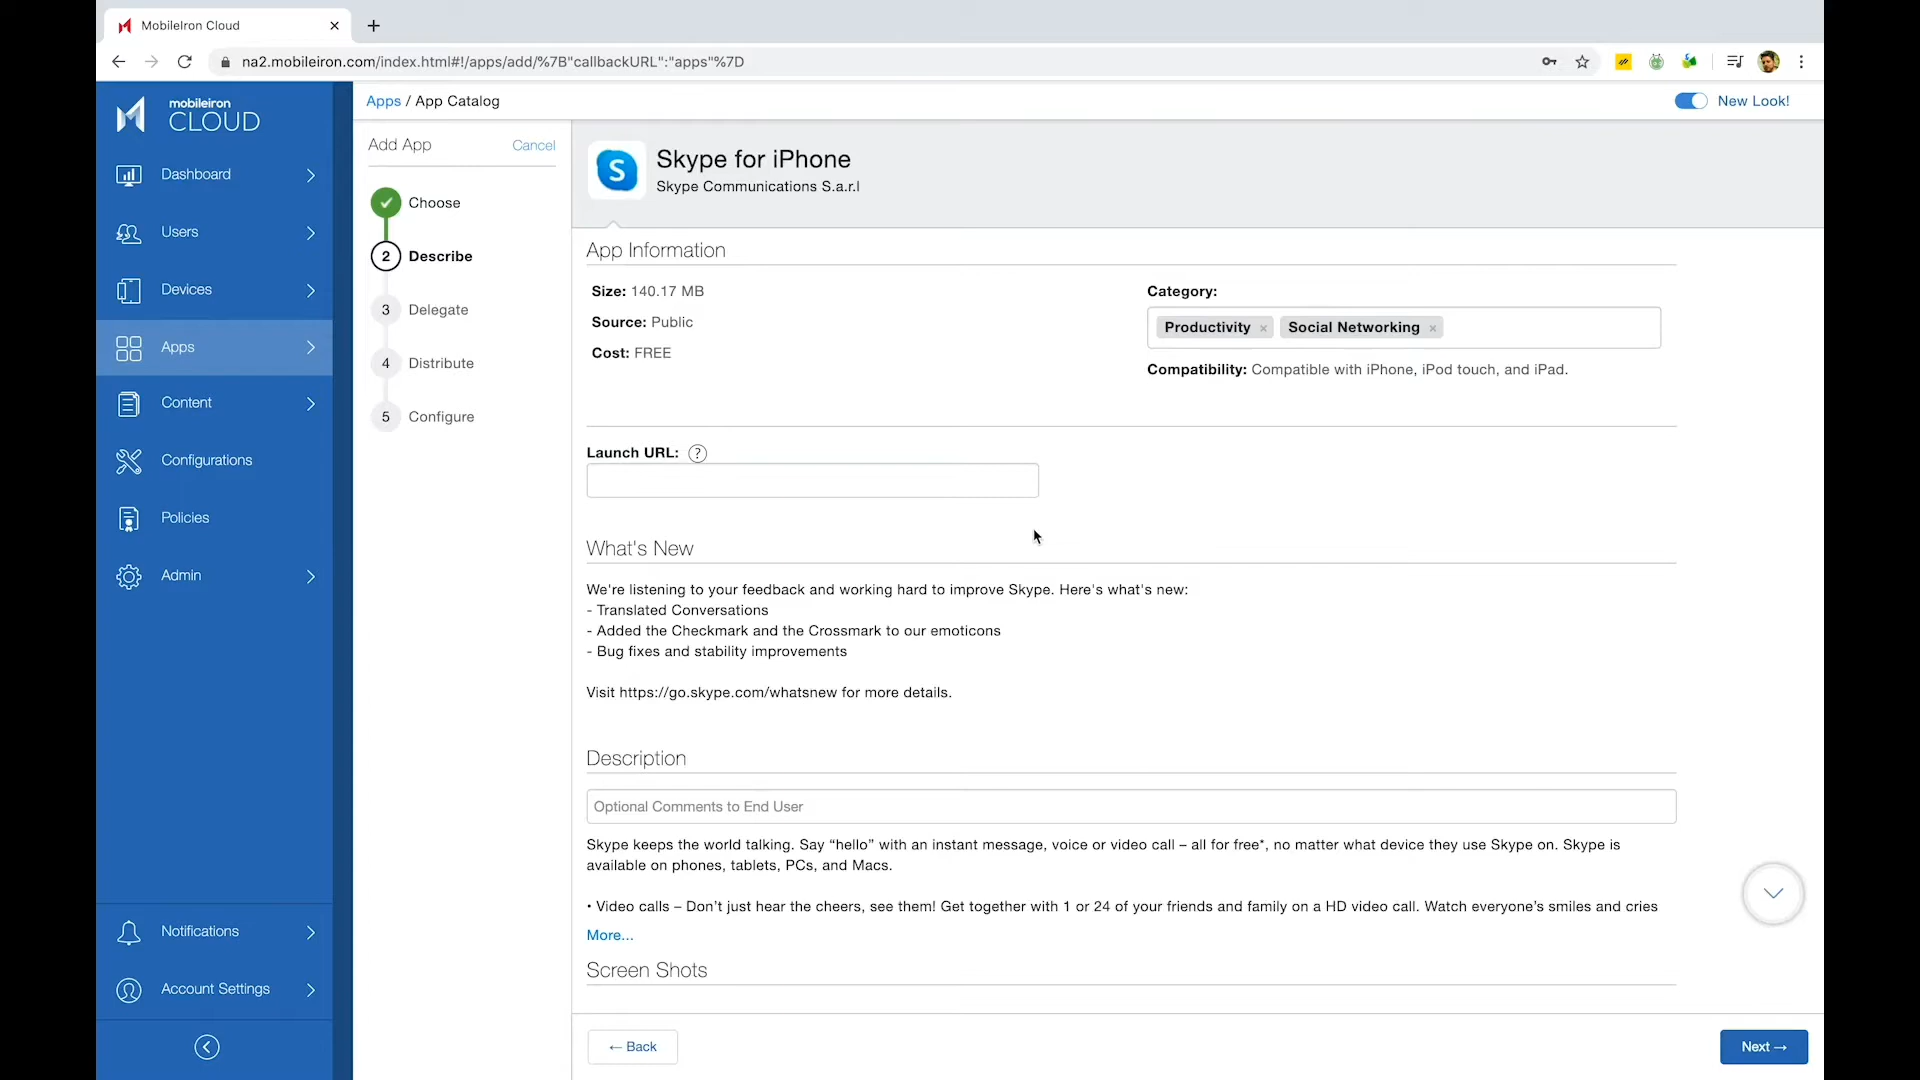 MobileIron Cloud
na2.mobileiron.com/index.html#!/apps/add/%7B"callbackURL":"apps"%7D
mobileiron
CLOUD
Dashboard
Users
Devices
Apps
Content
Configurations
Policies
Admin
Notifications
Account Settings
Apps / App Catalog
New Look!
Add App
Cancel
Choose
2 Describe
3 Delegate
4 Distribute
5 Configure
Skype for iPhone
Skype Communications S.a.r.l
App Information
Size: 140.17 MB
Source: Public
Cost: FREE
Category:
Productivity × Social Networking ×
Compatibility: Compatible with iPhone, iPod touch, and iPad.
Launch URL: ?
What's New
We're listening to your feedback and working hard to improve Skype. Here's what's new:
- Translated Conversations
- Added the Checkmark and the Crossmark to our emoticons
- Bug fixes and stability improvements
Visit https://go.skype.com/whatsnew for more details.
Description
Optional Comments to End User
Skype keeps the world talking. Say “hello” with an instant message, voice or video call – all for free*, no matter what device they use Skype on. Skype is
available on phones, tablets, PCs, and Macs.
• Video calls – Don’t just hear the cheers, see them! Get together with 1 or 24 of your friends and family on a HD video call. Watch everyone’s smiles and cries
More...
Screen Shots
← Back
Next →